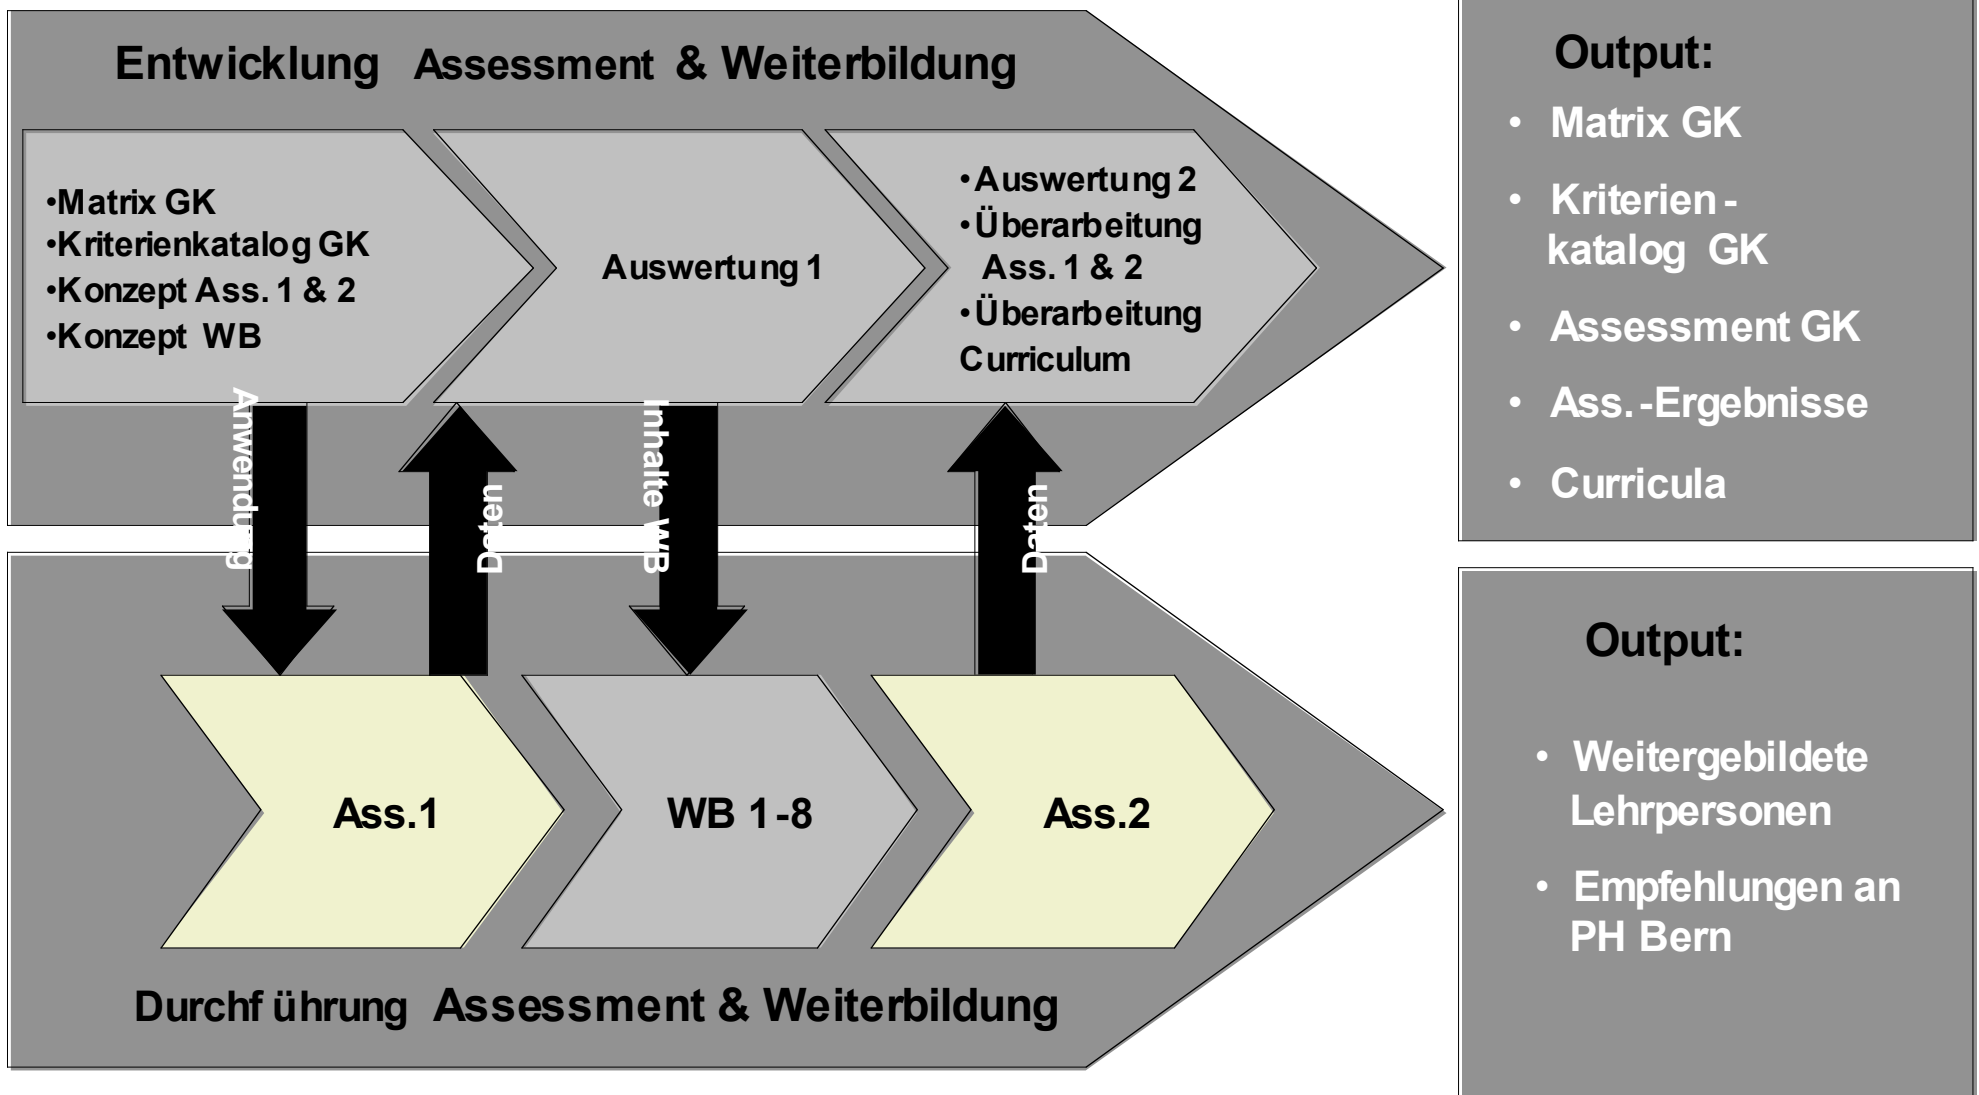 Entwicklung Assessment & Weiterbildung
•Matrix GK
•Kriterienkatalog GK
•Konzept Ass. 1 & 2
•Konzept WB
Auswertung 1
•Auswertung 2
•Überarbeitung
Ass. 1 & 2
•Überarbeitung
Curriculum
Anwendung
Daten
Inhalte WB
Daten
Ass.1
WB 1-8
Ass.2
Durchf ührung Assessment & Weiterbildung
Output:
• Matrix GK
• Kriterien-
katalog GK
• Assessment GK
• Ass.-Ergebnisse
• Curricula
Output:
• Weitergebildete
Lehrpersonen
• Empfehlungen an
PH Bern